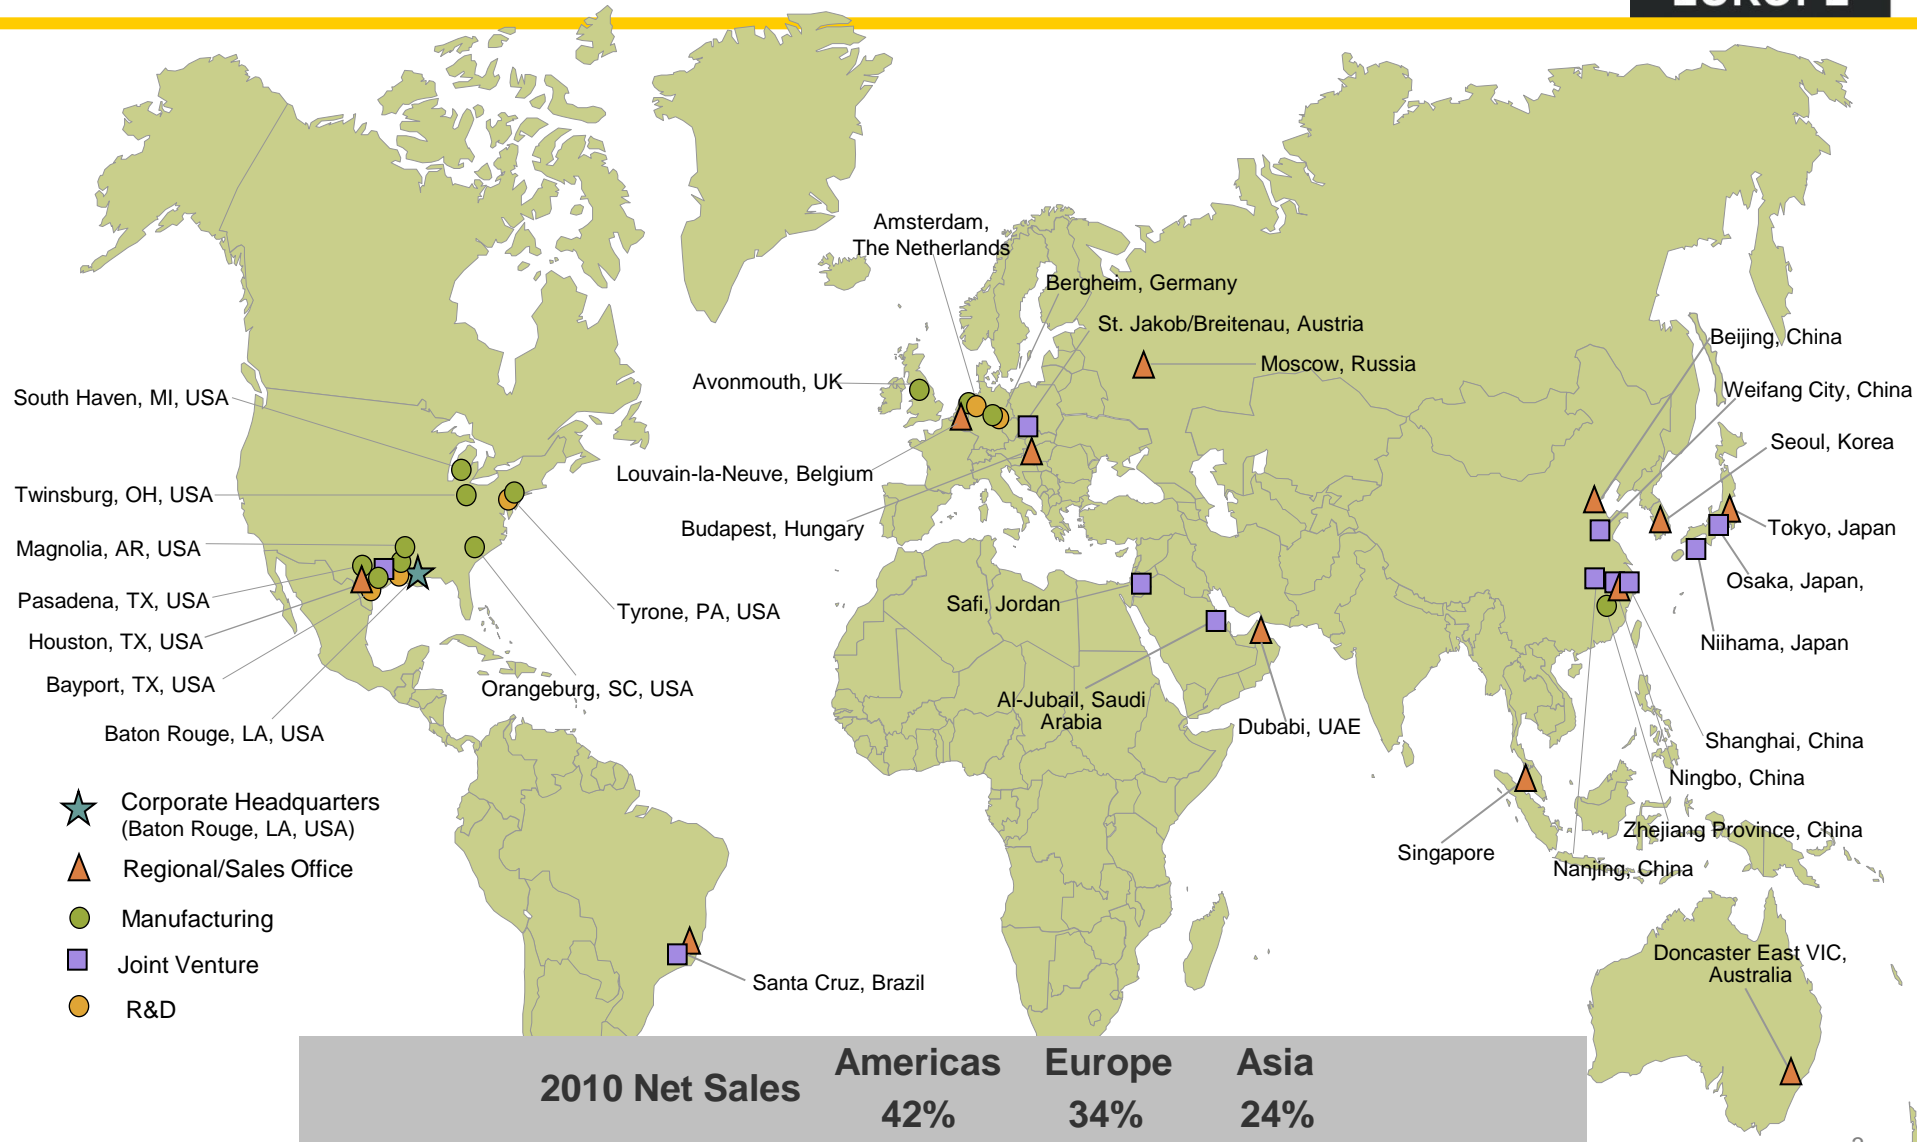 Amsterdam,
The Netherlands
Bergheim, Germany
St. Jakob/Breitenau, Austria
Moscow, Russia
Beijing, China
Weifang City, China
Seoul, Korea
Tokyo, Japan
Osaka, Japan,
Niihama, Japan
South Haven, MI, USA
Avonmouth, UK
Louvain-la-Neuve, Belgium
Twinsburg, OH, USA
Budapest, Hungary
Magnolia, AR, USA
Pasadena, TX, USA
Tyrone, PA, USA
Safi, Jordan
Houston, TX, USA
Bayport, TX, USA
Orangeburg, SC, USA
Al-Jubail, Saudi
Arabia
Dubabi, UAE
Baton Rouge, LA, USA
Shanghai, China
Ningbo, China
Zhejiang Province, China
Singapore
Nanjing, China
Corporate Headquarters
(Baton Rouge, LA, USA)
Regional/Sales Office
Manufacturing
Joint Venture
R&D
Santa Cruz, Brazil
Doncaster East VIC,
Australia
2010 Net Sales
Americas Europe Asia
42% 34% 24%